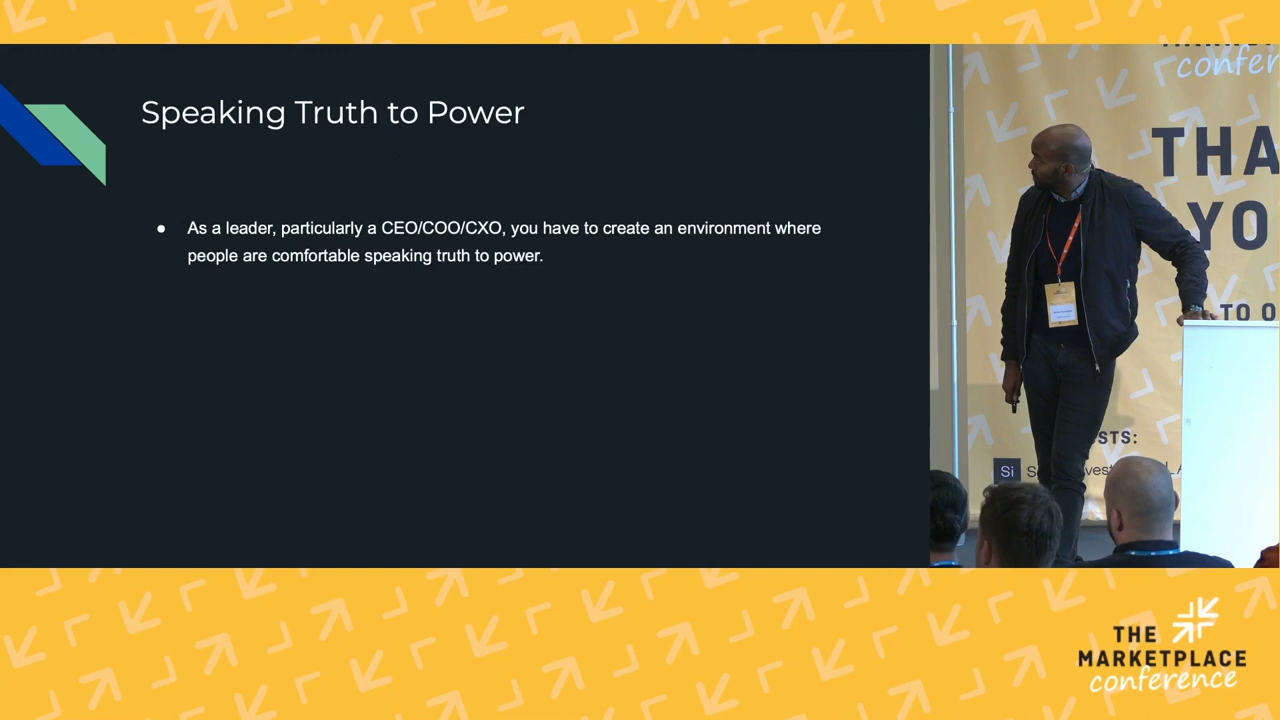 Speaking Truth to Power
● As a leader, particularly a CEO/COO/CXO, you have to create an environment where
people are comfortable speaking truth to power.
confer
THA
YO
TO O
STS:
Si
THE
MARKETPLACE
conference